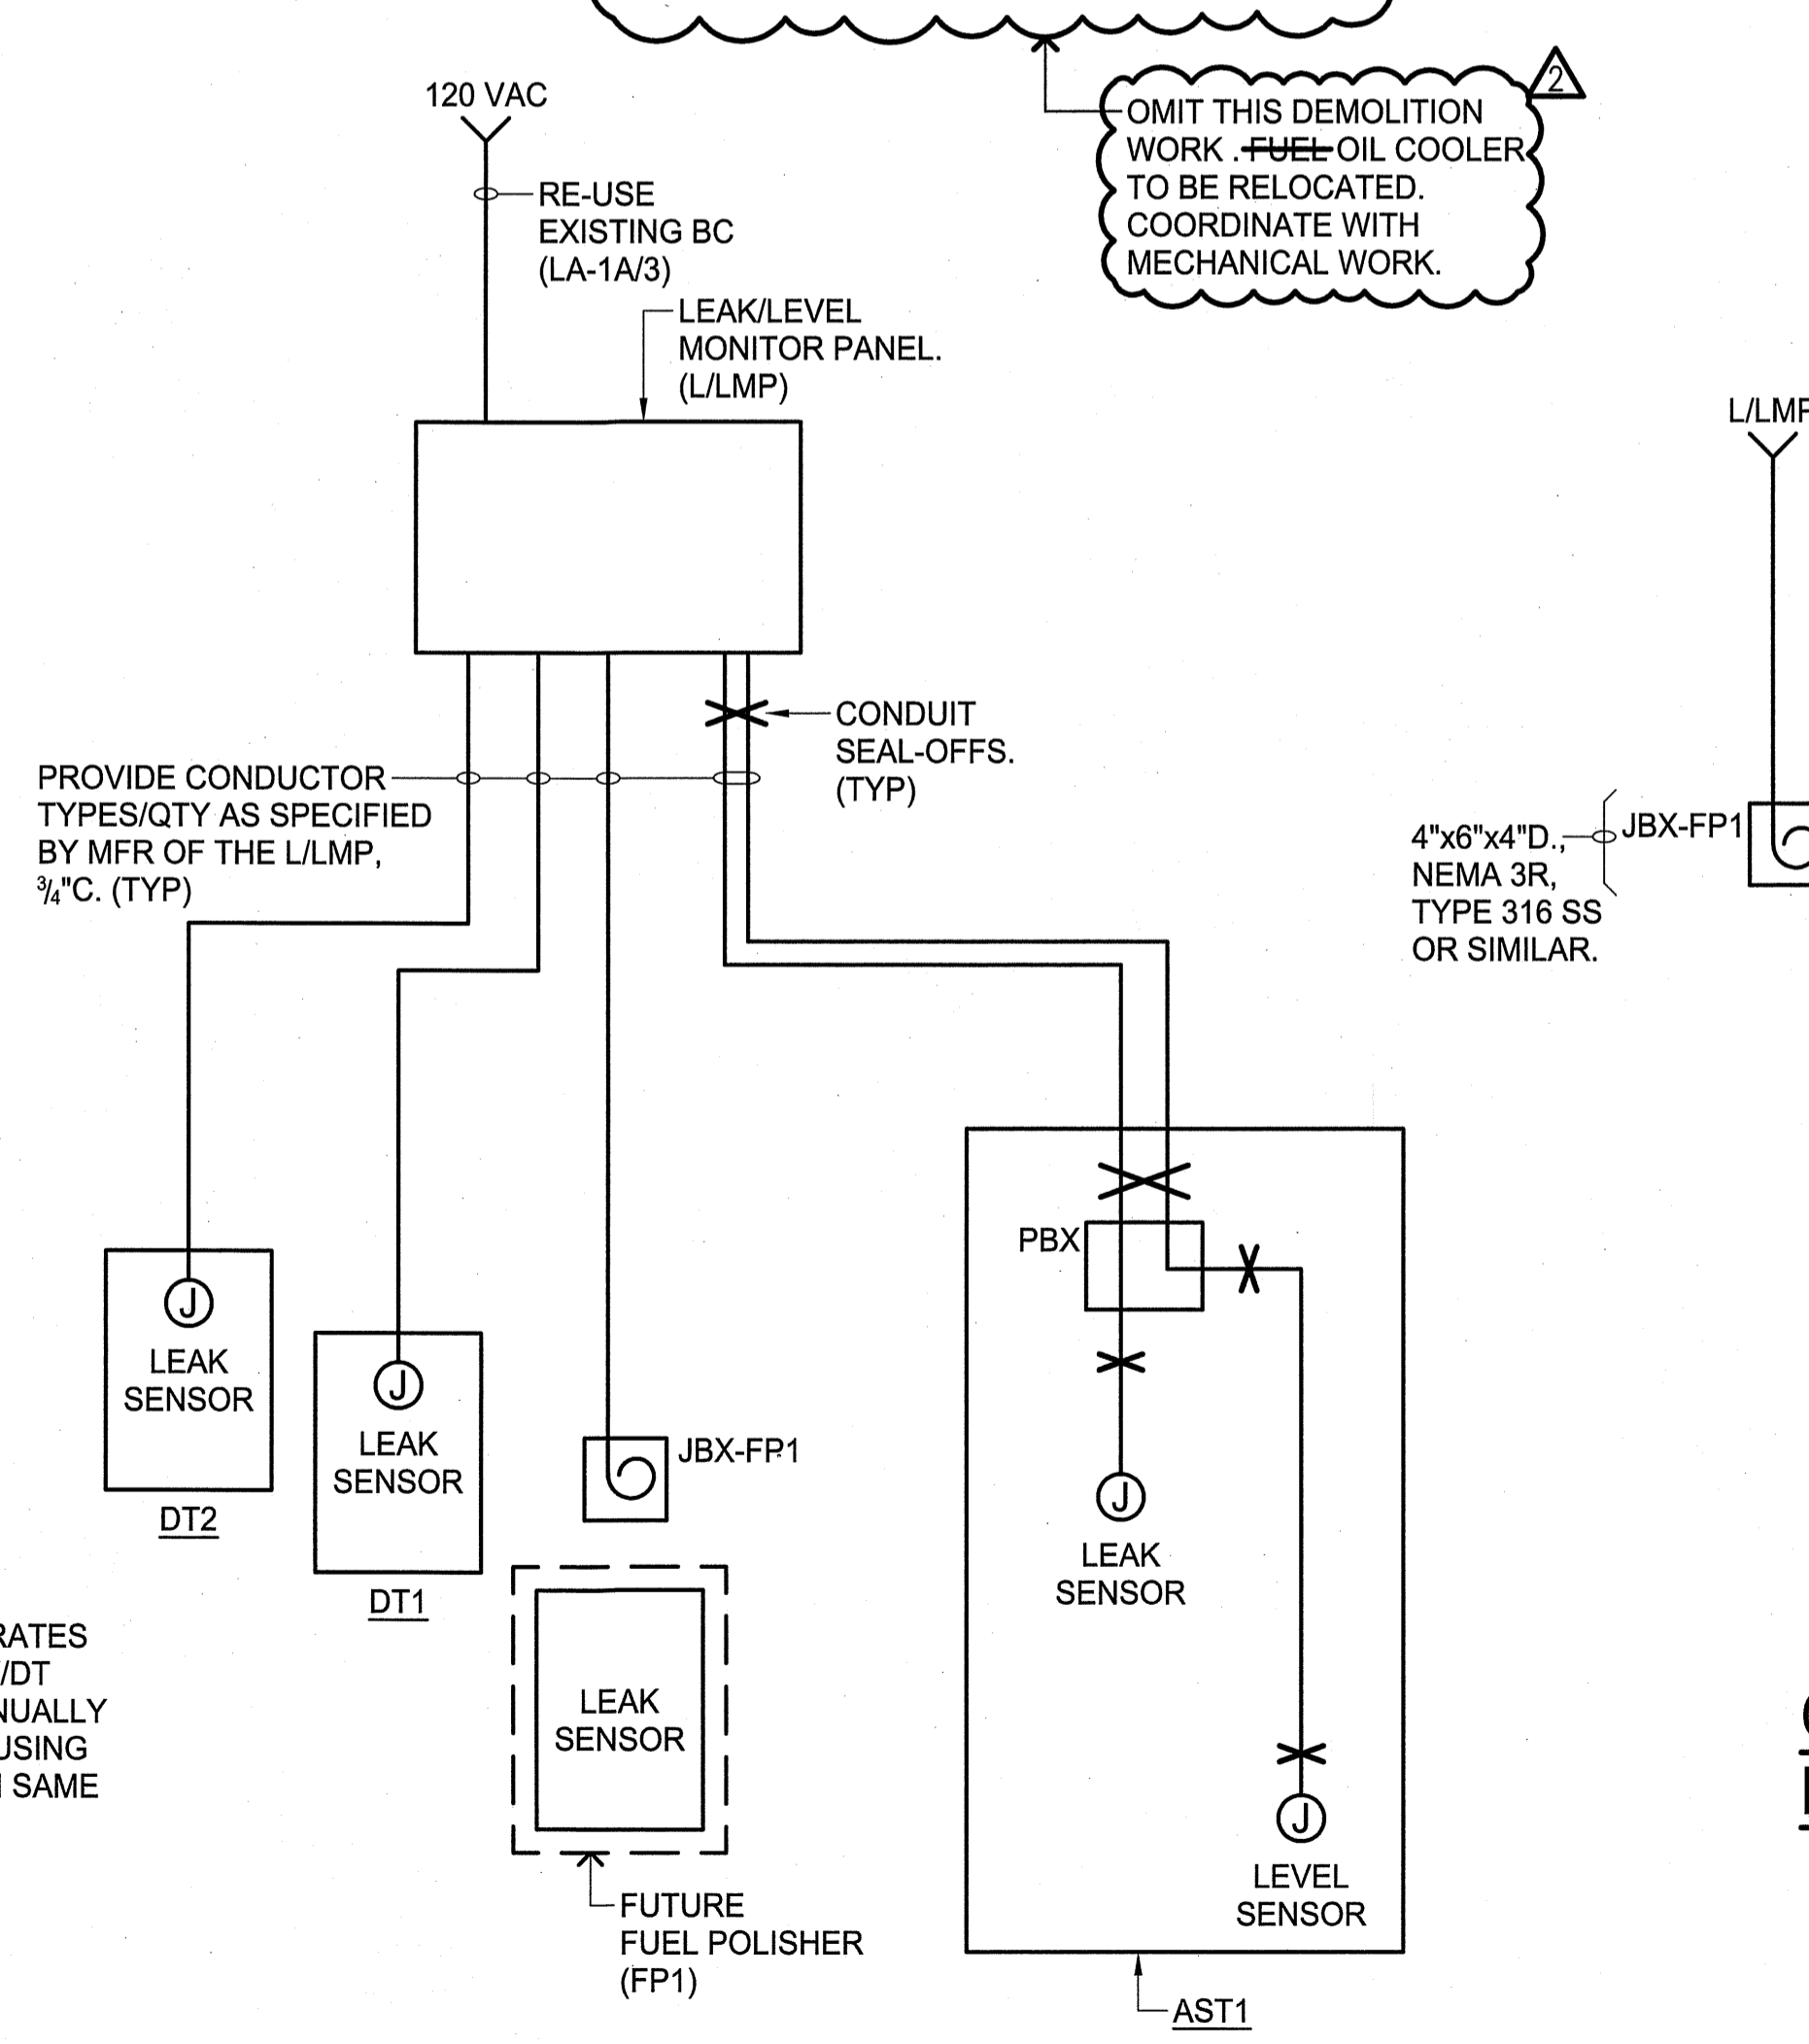 2
OMIT THIS DEMOLITION
WORK . FUEL OIL COOLER
TO BE RELOCATED.
COORDINATE WITH
MECHANICAL WORK.
120 VAC
RE-USE
EXISTING BC
(LA-1A/3)
LEAK/LEVEL
MONITOR PANEL.
(L/LMP)
L/LMP
CONDUIT
SEAL-OFFS.
(TYP)
PROVIDE CONDUCTOR
TYPES/QTY AS SPECIFIED
BY MFR OF THE L/LMP,
¾"C. (TYP)
4"x6"x4"D.,
NEMA 3R,
TYPE 316 SS
OR SIMILAR.
JBX-FP1
PBX
J
LEAK
SENSOR
DT2
J
LEAK
SENSOR
DT1
JBX-FP1
J
LEAK
SENSOR
LEAK
SENSOR
FUTURE
FUEL POLISHER
(FP1)
J
LEVEL
SENSOR
AST1
RATES
/DT
NUALLY
USING
SAME